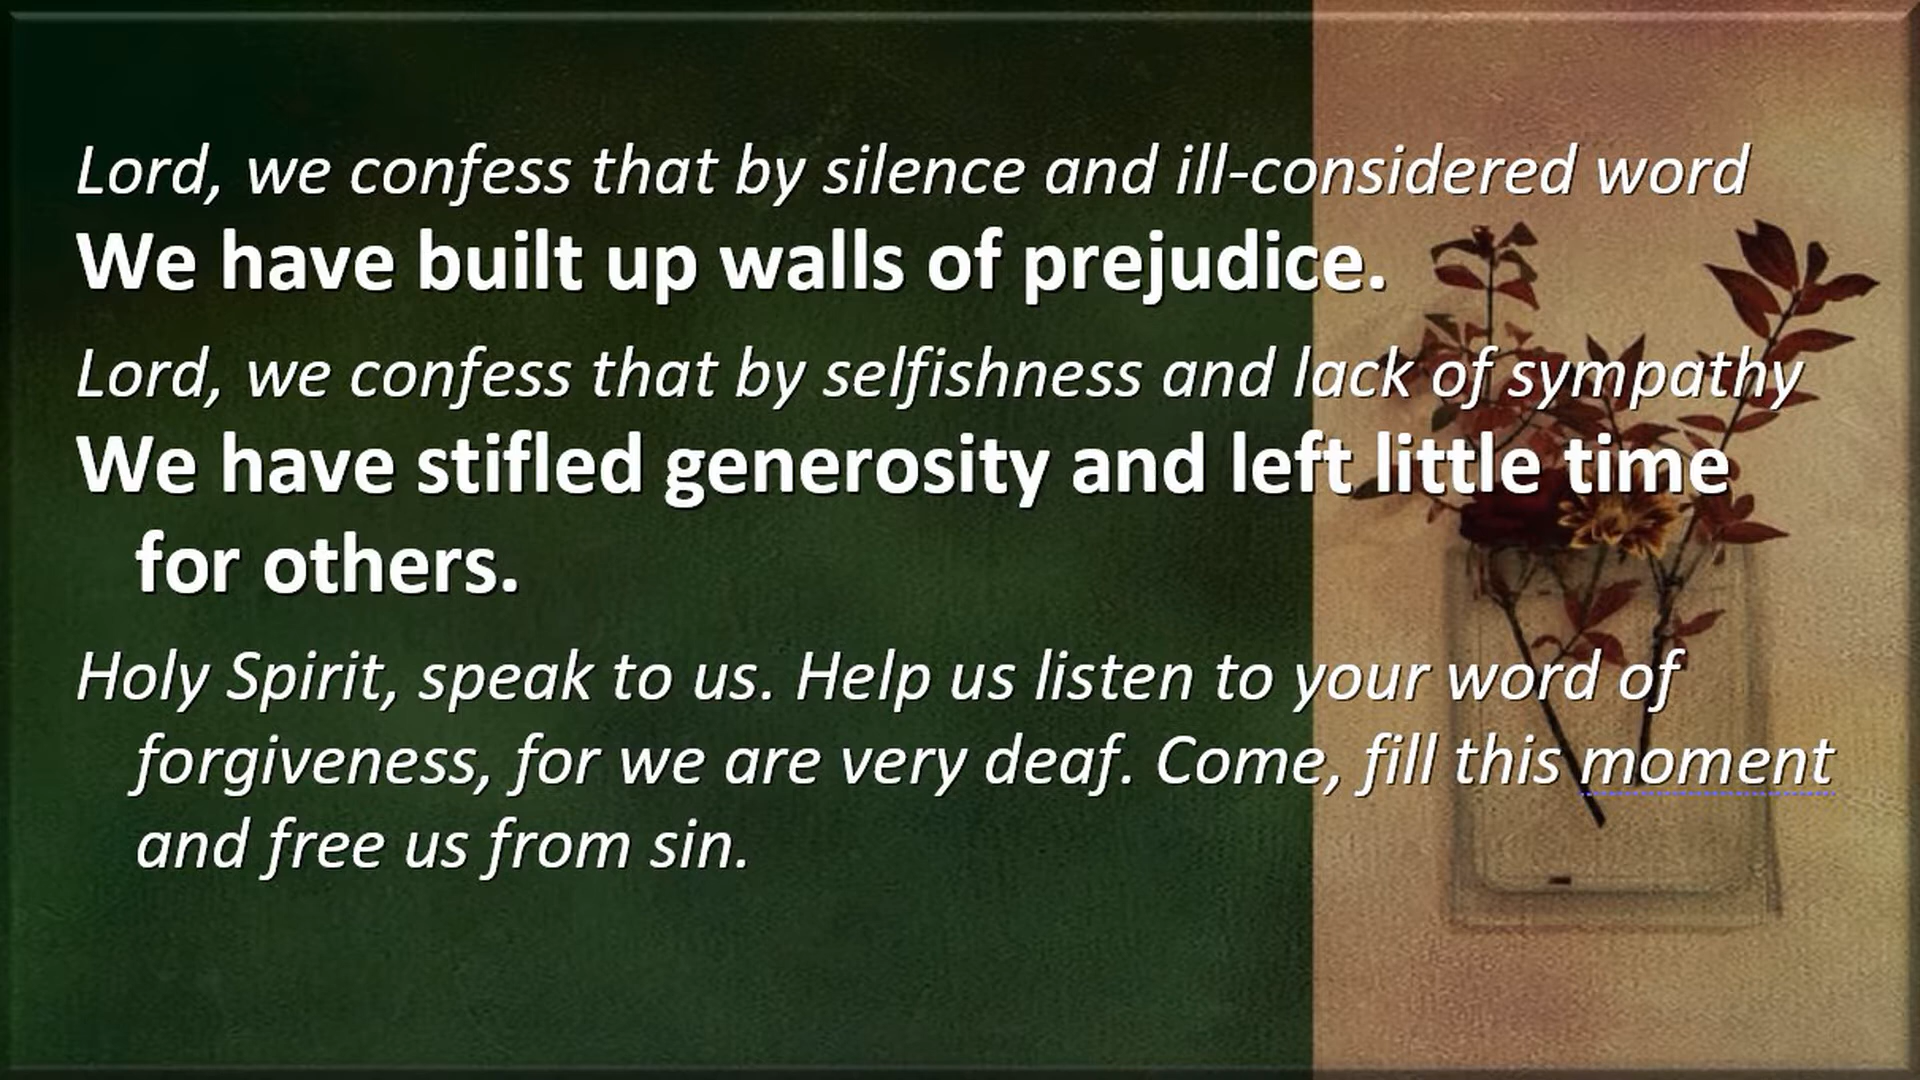 Lord, we confess that by silence and ill-considered word
We have built up walls of prejudice.
Lord, we confess that by selfishness and lack of sympathy
We have stifled generosity and left little time
for others.
Holy Spirit, speak to us. Help us listen to your word of
forgiveness, for we are very deaf. Come, fill this moment
and free us from sin.